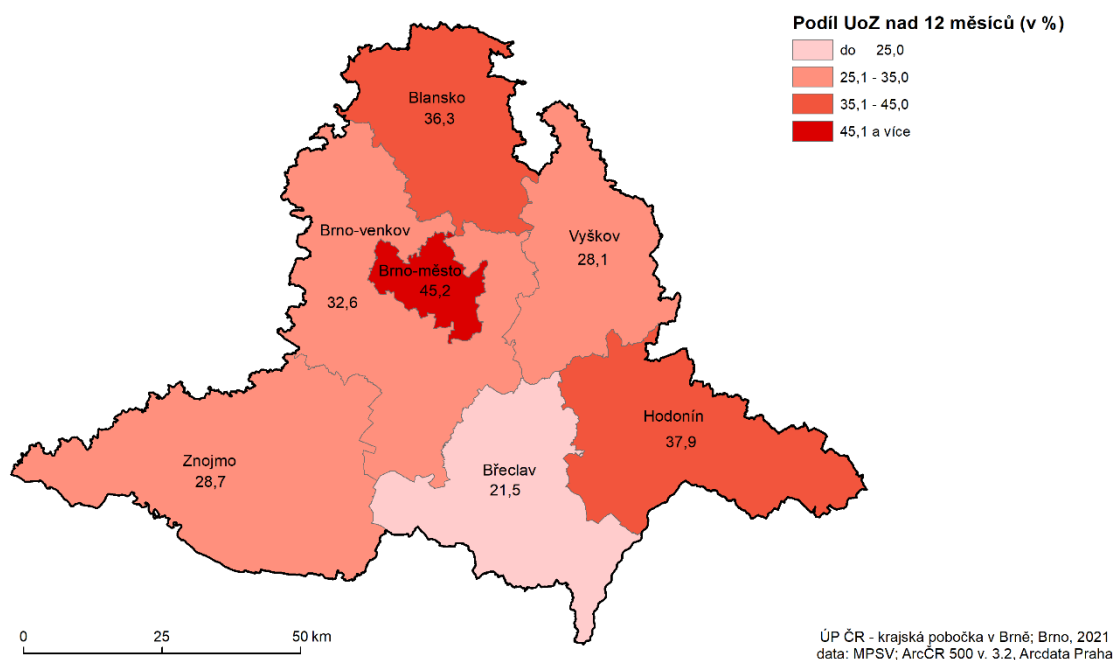 Podíl UoZ nad 12 měsíců (v %)
do 25,0
25,1 - 35,0
35,1 - 45,0
45,1 a více
Blansko
36,3
Brno-venkov
32,6
Brno-město
45,2
Vyškov
28,1
Hodonín
37,9
Znojmo
28,7
Břeclav
21,5
0 25 50 km
ÚP ČR - krajská pobočka v Brně; Brno, 2021
data: MPSV; ArcČR 500 v. 3.2, Arcdata Praha